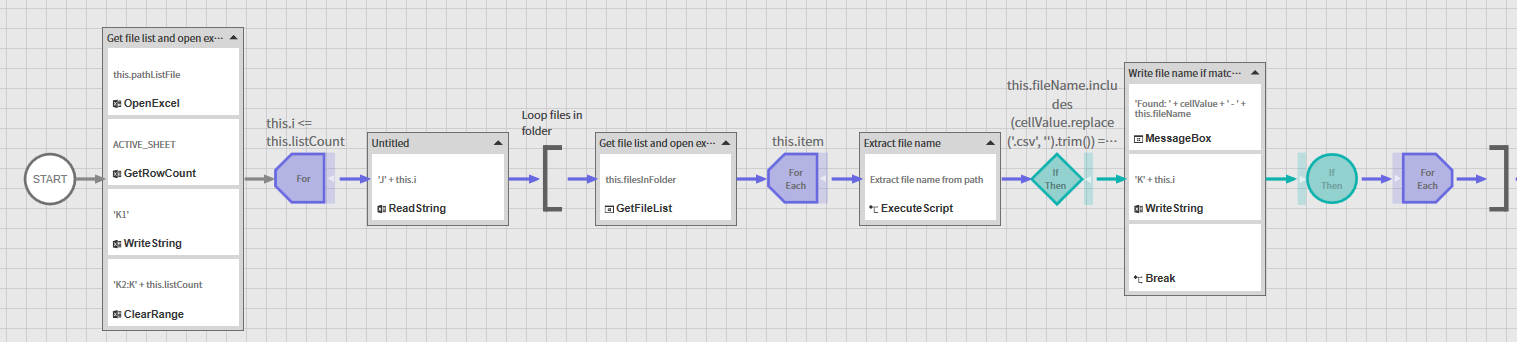 START
Get file list and open ex···
this.pathListFile
OpenExcel
ACTIVE_SHEET
GetRowCount
'K1'
WriteString
'K2:K' + this.listCount
ClearRange
this.i <=
this.listCount
For
Untitled
'J' + this.i
ReadString
Loop files in
folder
Get file list and open ex···
this.filesInFolder
GetFileList
this.item
For
Each
Extract file name
Extract file name from path
ExecuteScript
this.fileName.inclu
des
(cellValue.replace
('.csv','').trim()) =···
If
Then
Write file name if matc···
'Found: ' + cellValue + ' - ' +
this.fileName
MessageBox
'K' + this.i
WriteString
Break
If
Then
For
Each